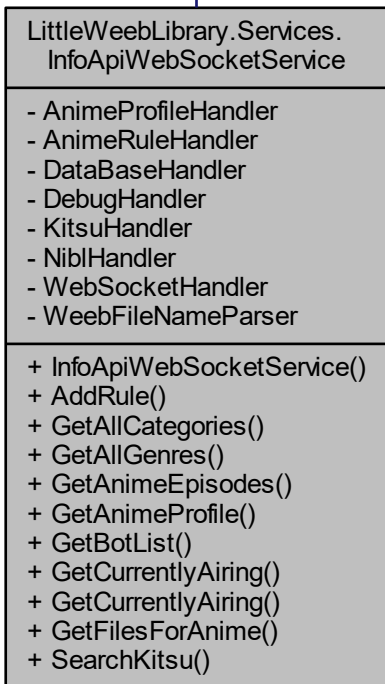 LittleWeebLibrary.Services.
InfoApiWebSocketService
- AnimeProfileHandler
- AnimeRuleHandler
- DataBaseHandler
- DebugHandler
- KitsuHandler
- NiblHandler
- WebSocketHandler
- WeebFileNameParser
+ InfoApiWebSocketService()
+ AddRule()
+ GetAllCategories()
+ GetAllGenres()
+ GetAnimeEpisodes()
+ GetAnimeProfile()
+ GetBotList()
+ GetCurrentlyAiring()
+ GetCurrentlyAiring()
+ GetFilesForAnime()
+ SearchKitsu()